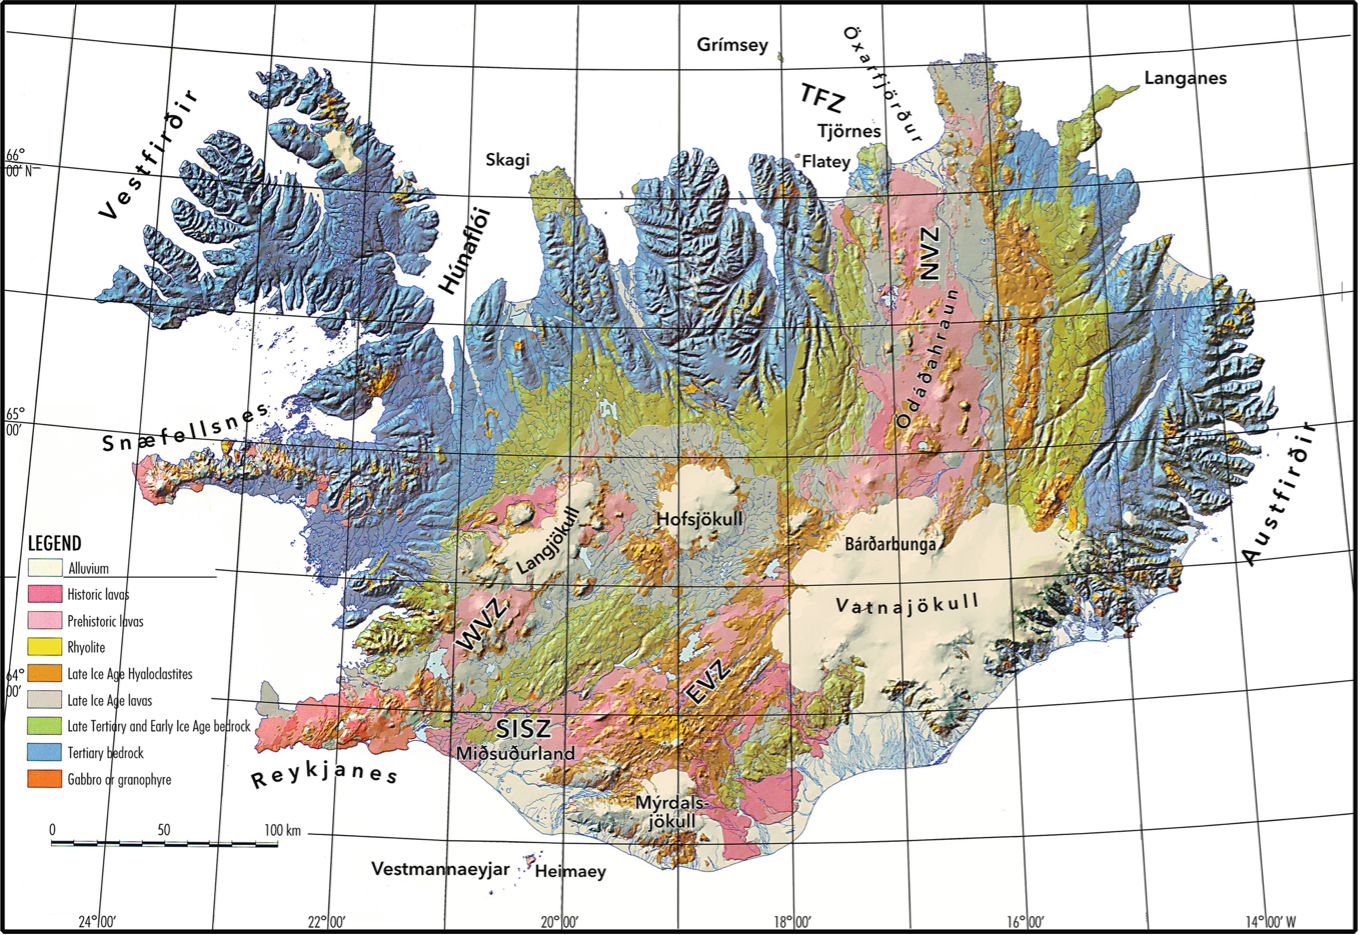 Grímsey
Öxarfjörður
TFZ
Langanes
Tjörnes
Flatey
Skagi
66°
00' N
Vestfirðir
Húnaflói
NVZ
Ódáðahraun
65°
00'
Snæfellsnes
Austfirðir
Hofsjökull
Langjökull
Bárðarbunga
Vatnajökull
WVZ
EVZ
64°
00'
SISZ
Miðsuðurland
Reykjanes
Mýrdals-
jökull
Vestmannaeyjar
Heimaey
LEGEND
Alluvium
Historic lavas
Prehistoric lavas
Rhyolite
Late Ice Age Hyaloclastites
Late Ice Age lavas
Late Tertiary and Early Ice Age bedrock
Tertiary bedrock
Gabbro or granophyre
0 50 100 km
24°00' 22°00' 20°00' 18°00' 16°00' 14°00' W